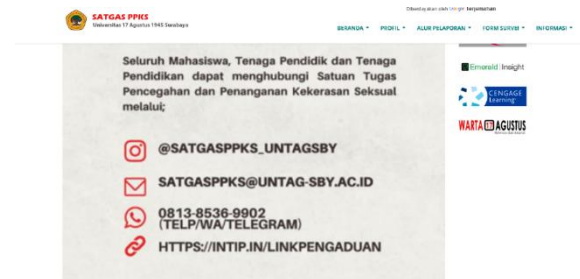 SATGAS PPKS
Universitas 17 Agustus 1945 Surabaya
BERANDA
PROFIL
ALUR PELAPORAN
FORM SURVEI
INFORMASI
Seluruh Mahasiswa, Tenaga Pendidik dan Tenaga
Pendidikan dapat menghubungi Satuan Tugas
Pencegahan dan Penanganan Kekerasan Seksual
melalui;
@SATGASPPKS_UNTAGSBY
SATGASPPKS@UNTAG-SBY.AC.ID
0813-8536-9902
(TELP/WA/TELEGRAM)
HTTPS://INTIP.IN/LINKPENGADUAN
Emerald Insight
CENGAGE
Learning
WARTA 17 AGUSTUS